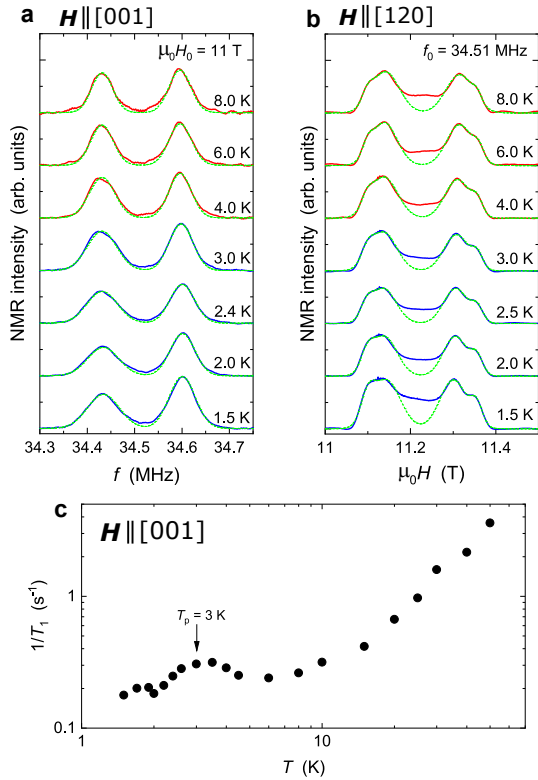 a
H||[001]
μ₀H₀ = 11 T
8.0 K
6.0 K
4.0 K
3.0 K
2.4 K
2.0 K
1.5 K
NMR intensity (arb. units)
34.3 34.4 34.5 34.6 34.7
f (MHz)
b
H||[120]
f₀ = 34.51 MHz
8.0 K
6.0 K
4.0 K
3.0 K
2.5 K
2.0 K
1.5 K
NMR intensity (arb. units)
11 11.2 11.4
μ₀H (T)
c
H||[001]
Tₚ = 3 K
1
0.1
1/T₁ (s⁻¹)
1 10
T (K)